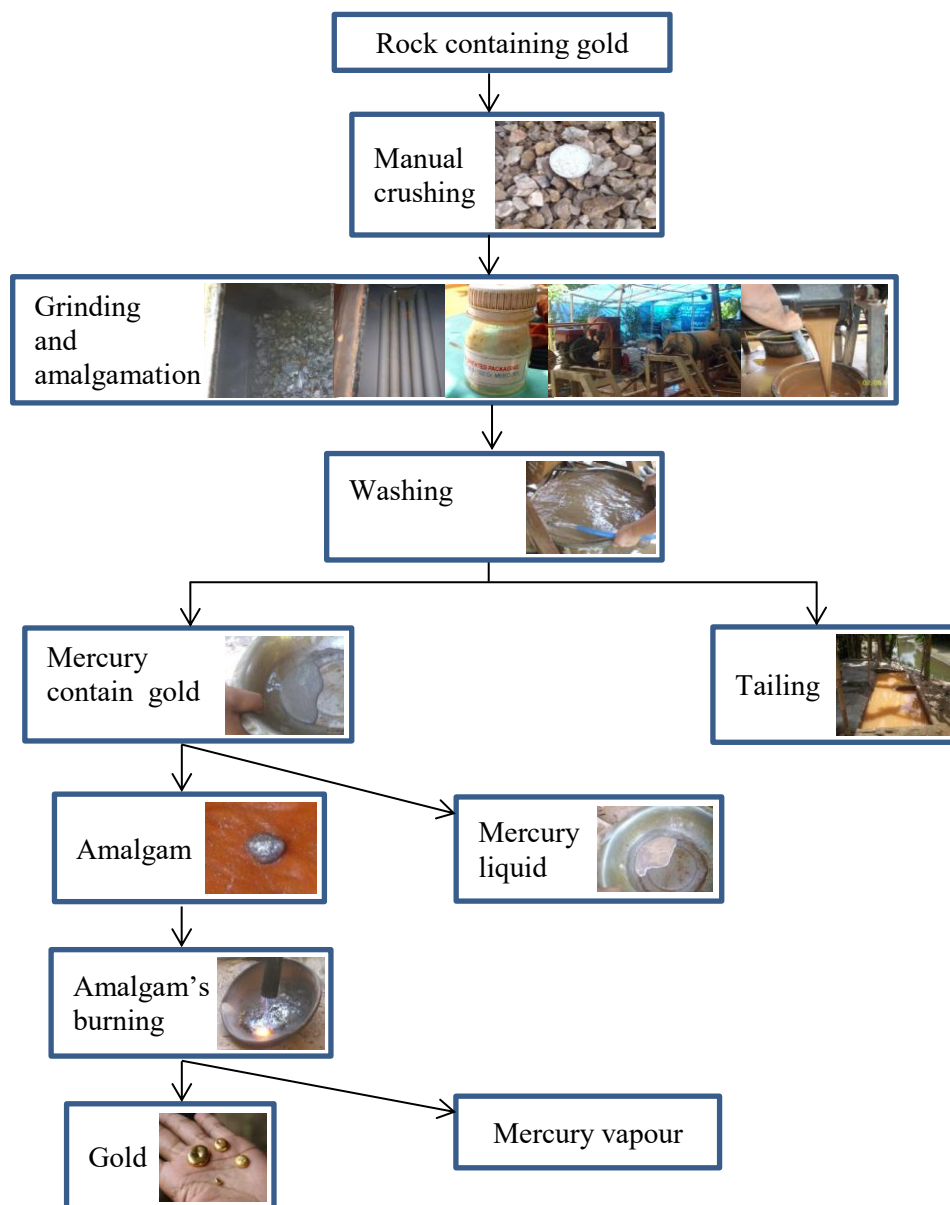 Rock containing gold
Manual
crushing
Grinding
and
amalgamation
Washing
Mercury
contain gold
Tailing
Amalgam
Mercury
liquid
Amalgam’s
burning
Gold
Mercury vapour